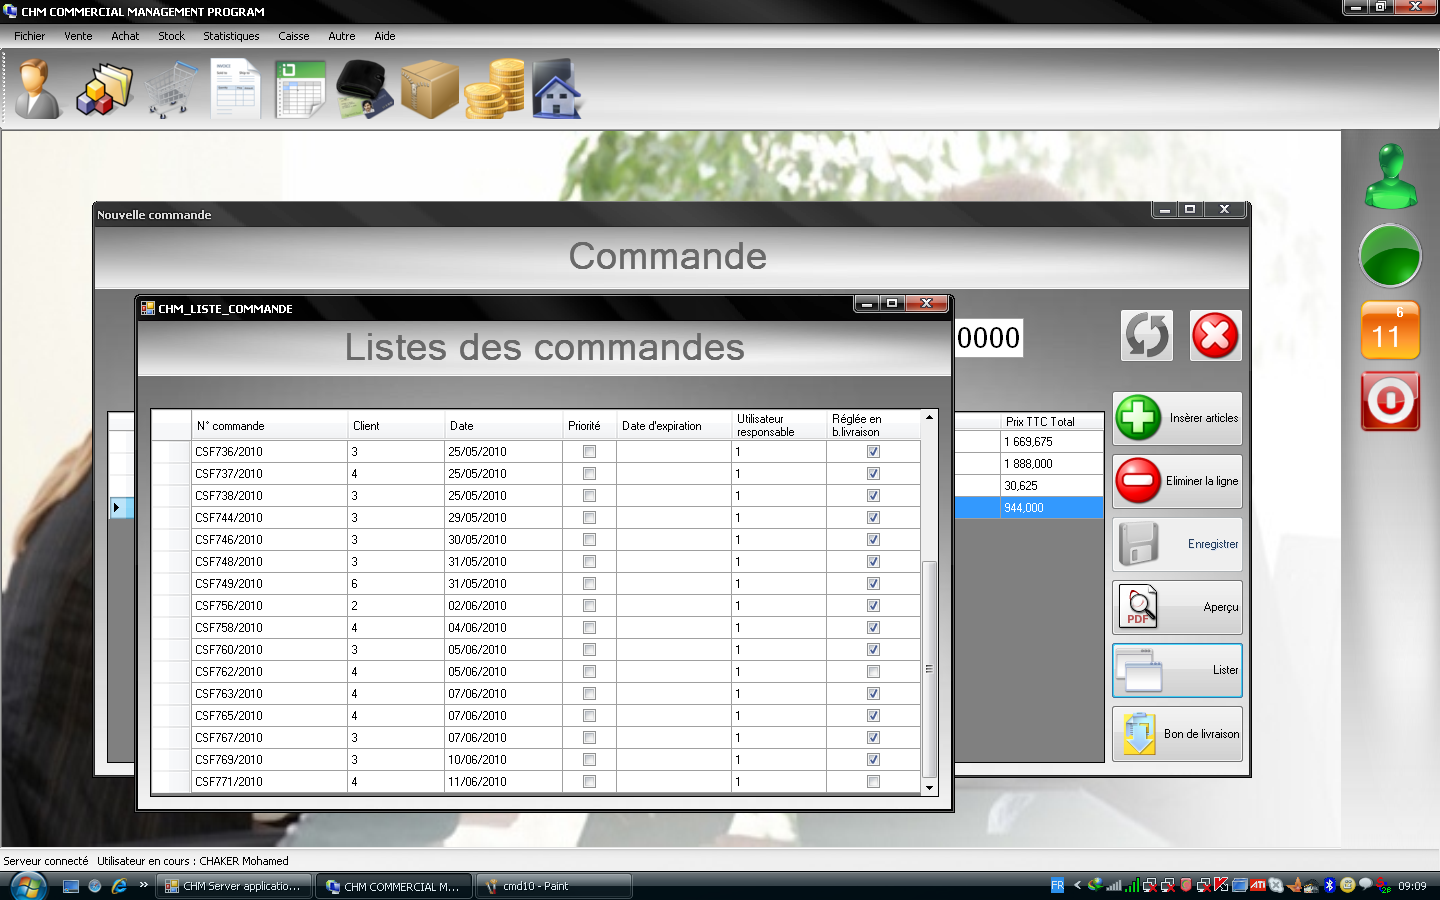 CHM COMMERCIAL MANAGEMENT PROGRAM
Fichier Vente Achat Stock Statistiques Caisse Autre Aide
INVOICE
6
11
Nouvelle commande
Commande
0000
CHM_LISTE_COMMANDE
Listes des commandes
N° commande Client Date Priorité Date d'expiration Utilisateur responsable Réglée en b.livraison
CSF736/2010 3 25/05/2010 1
CSF737/2010 4 25/05/2010 1
CSF738/2010 3 25/05/2010 1
CSF744/2010 3 29/05/2010 1
CSF746/2010 3 30/05/2010 1
CSF748/2010 3 31/05/2010 1
CSF749/2010 6 31/05/2010 1
CSF756/2010 2 02/06/2010 1
CSF758/2010 4 04/06/2010 1
CSF760/2010 3 05/06/2010 1
CSF762/2010 4 05/06/2010 1
CSF763/2010 4 07/06/2010 1
CSF765/2010 4 07/06/2010 1
CSF767/2010 3 07/06/2010 1
CSF769/2010 3 10/06/2010 1
CSF771/2010 4 11/06/2010 1
Prix TTC Total
1 669,675
1 888,000
30,625
944,000
Insèrer articles
Eliminer la ligne
Enregistrer
PDF
Aperçu
Lister
Bon de livraison
Serveur connecté Utilisateur en cours : CHAKER Mohamed
CHM Server applicatio... CHM COMMERCIAL M... cmd10 - Paint FR ATI 09:09